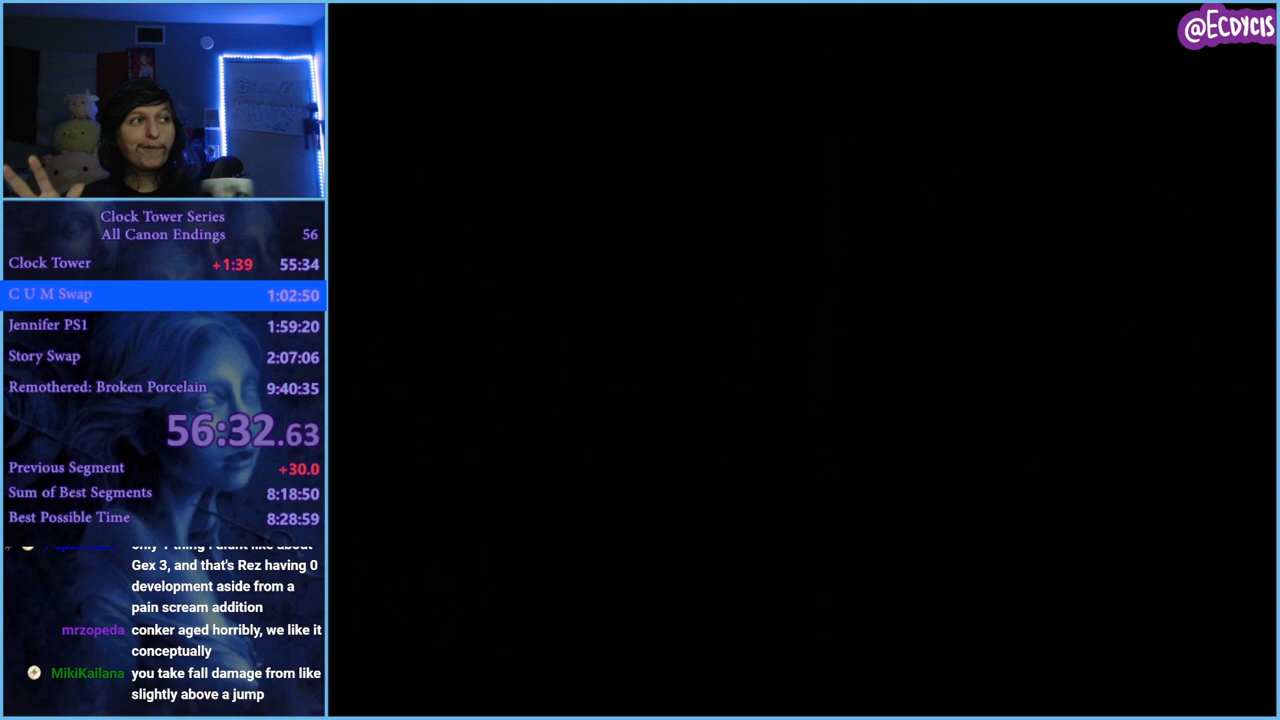 @ECDYCIS
Clock Tower Series
All Canon Endings 56
Clock Tower +1:39 55:34
C U M Swap 1:02:50
Jennifer PS1 1:59:20
Story Swap 2:07:06
Remothered: Broken Porcelain 9:40:35
56:32.63
Previous Segment +30.0
Sum of Best Segments 8:18:50
Best Possible Time 8:28:59
Gex 3, and that's Rez having 0
development aside from a
pain scream addition
mrzopeda conker aged horribly, we like it
conceptually
MikiKailana you take fall damage from like
slightly above a jump